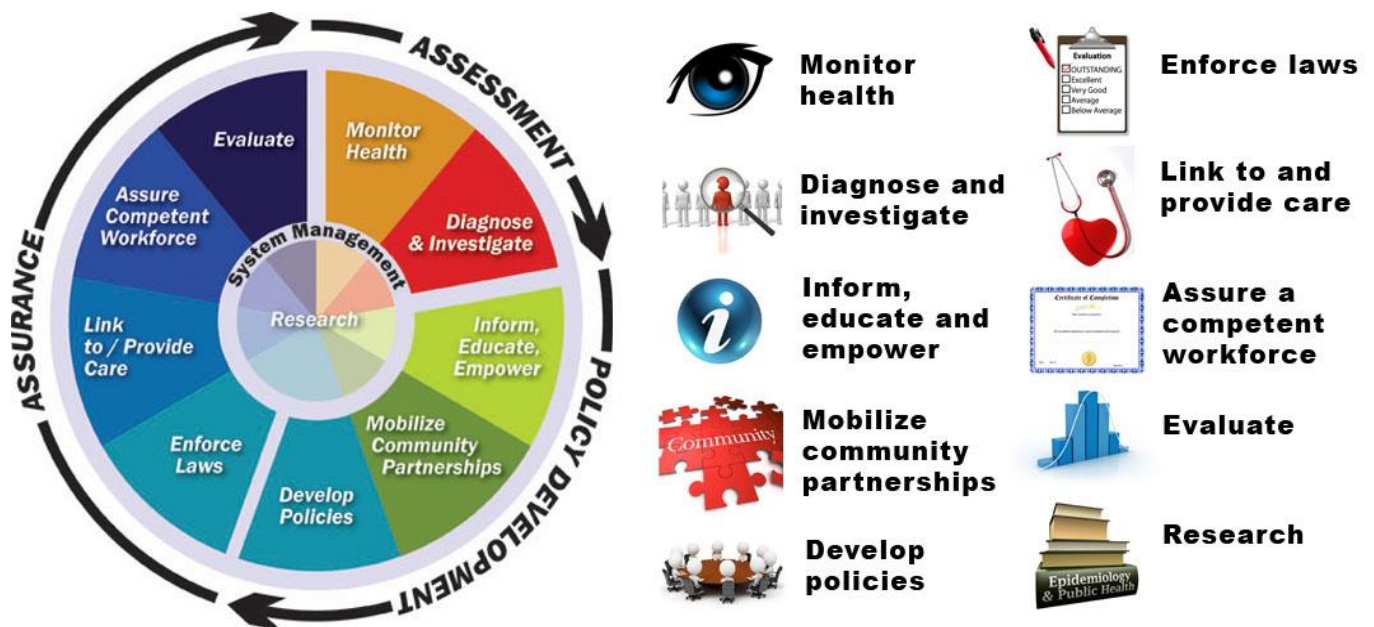 ASSESSMENT
POLICY DEVELOPMENT
ASSURANCE
Evaluate
Monitor
Health
Assure
Competent
Workforce
Diagnose
& Investigate
System Management
Research
Link
to / Provide
Care
Inform,
Educate,
Empower
Enforce
Laws
Mobilize
Community
Partnerships
Develop
Policies
Monitor
health
Diagnose and
investigate
Inform,
educate and
empower
i
Community
Mobilize
community
partnerships
Develop
policies
Evaluation
OUTSTANDING
Excellent
Very Good
Average
Below Average
Enforce laws
Link to and
provide care
Certificate of Completion
Assure a
competent
workforce
Evaluate
Epidemiology
& Public Health
Research